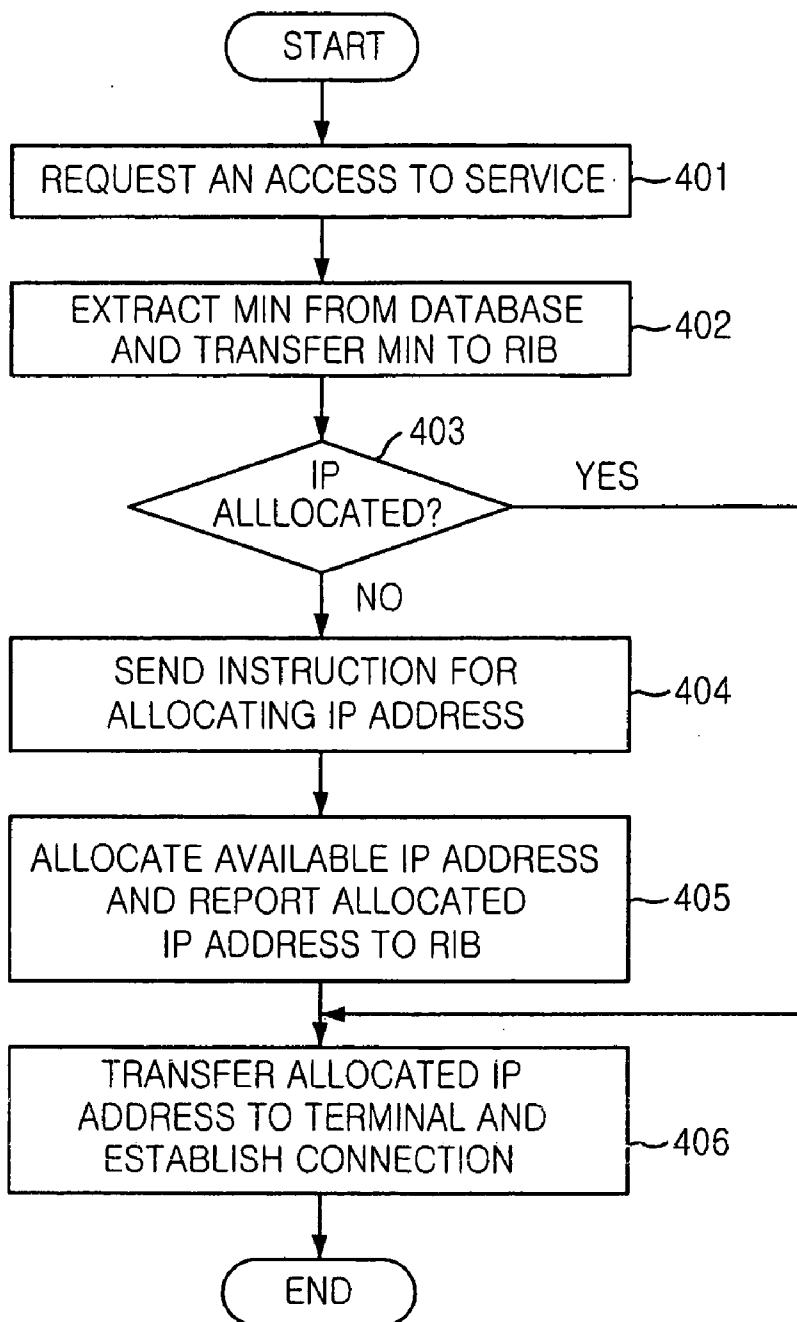 START
REQUEST AN ACCESS TO SERVICE
401
EXTRACT MIN FROM DATABASE
AND TRANSFER MIN TO RIB
402
403
IP
ALLLOCATED?
YES
NO
SEND INSTRUCTION FOR
ALLOCATING IP ADDRESS
404
ALLOCATE AVAILABLE IP ADDRESS
AND REPORT ALLOCATED
IP ADDRESS TO RIB
405
TRANSFER ALLOCATED IP
ADDRESS TO TERMINAL AND
ESTABLISH CONNECTION
406
END